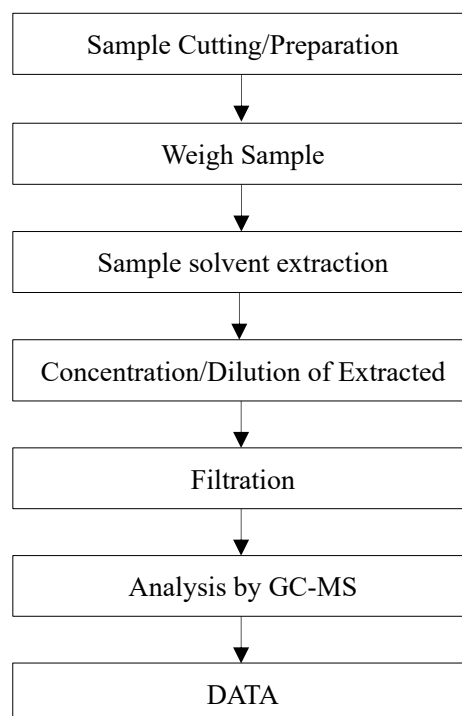 Sample Cutting/Preparation
Weigh Sample
Sample solvent extraction
Concentration/Dilution of Extracted
Filtration
Analysis by GC-MS
DATA